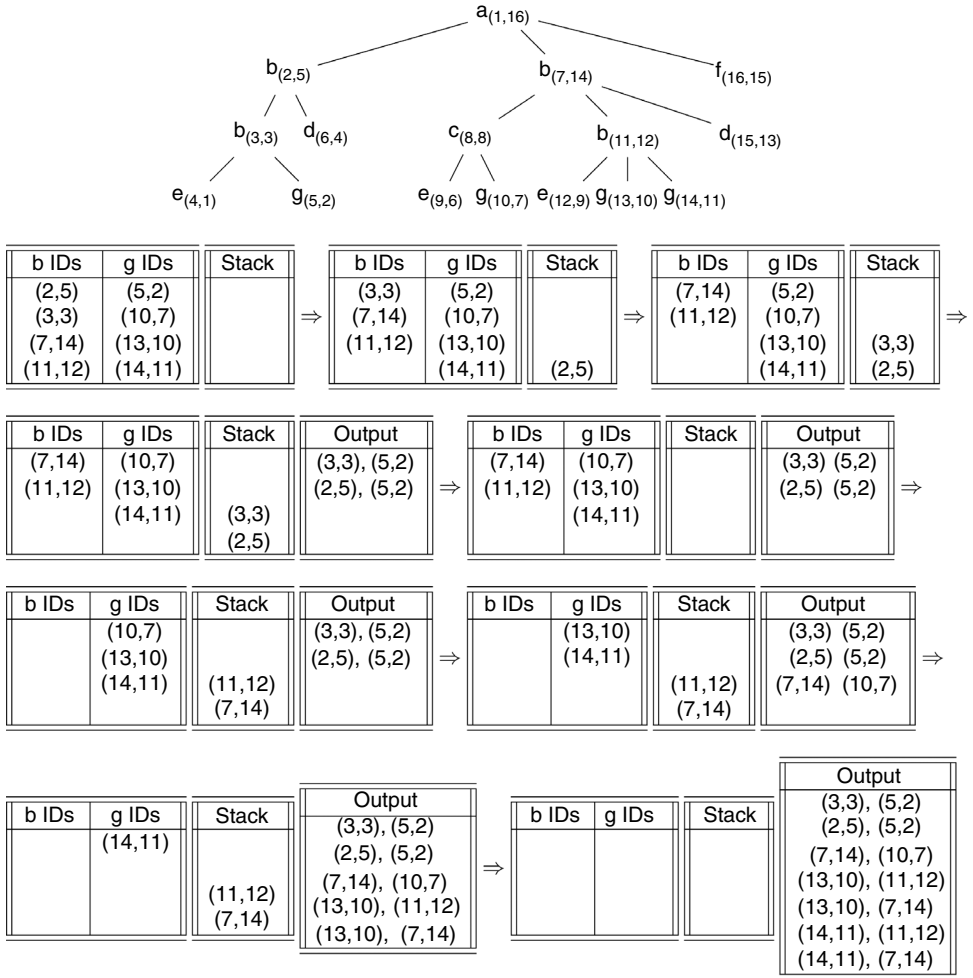 a(1,16)
b(2,5) b(7,14) f(16,15)
b(3,3) d(6,4) c(8,8) b(11,12) d(15,13)
e(4,1) g(5,2) e(9,6) g(10,7) e(12,9) g(13,10) g(14,11)
b IDs g IDs Stack b IDs g IDs Stack b IDs g IDs Stack
(2,5) (5,2) (3,3) (5,2) (7,14) (5,2)
(3,3) (10,7) ⇒ (7,14) (10,7) ⇒ (11,12) (10,7) ⇒
(7,14) (13,10) (11,12) (13,10) (13,10) (3,3)
(11,12) (14,11) (14,11) (2,5) (14,11) (2,5)
b IDs g IDs Stack Output b IDs g IDs Stack Output
(7,14) (10,7) (3,3), (5,2) (7,14) (10,7) (3,3) (5,2)
(11,12) (13,10) (2,5), (5,2) ⇒ (11,12) (13,10) (2,5) (5,2) ⇒
(14,11) (3,3) (14,11)
(2,5)
b IDs g IDs Stack Output b IDs g IDs Stack Output
(10,7) (3,3), (5,2) (13,10) (3,3) (5,2)
(13,10) (2,5), (5,2) ⇒ (14,11) (2,5) (5,2) ⇒
(14,11) (11,12) (11,12) (7,14) (10,7)
(7,14) (7,14)
b IDs g IDs Stack Output b IDs g IDs Stack Output
(14,11) (3,3), (5,2) (3,3), (5,2)
(2,5), (5,2) ⇒ (2,5), (5,2)
(11,12) (7,14), (10,7) (7,14), (10,7)
(7,14) (13,10), (11,12) (13,10), (11,12)
(13,10), (7,14) (13,10), (7,14)
(14,11), (11,12)
(14,11), (7,14)